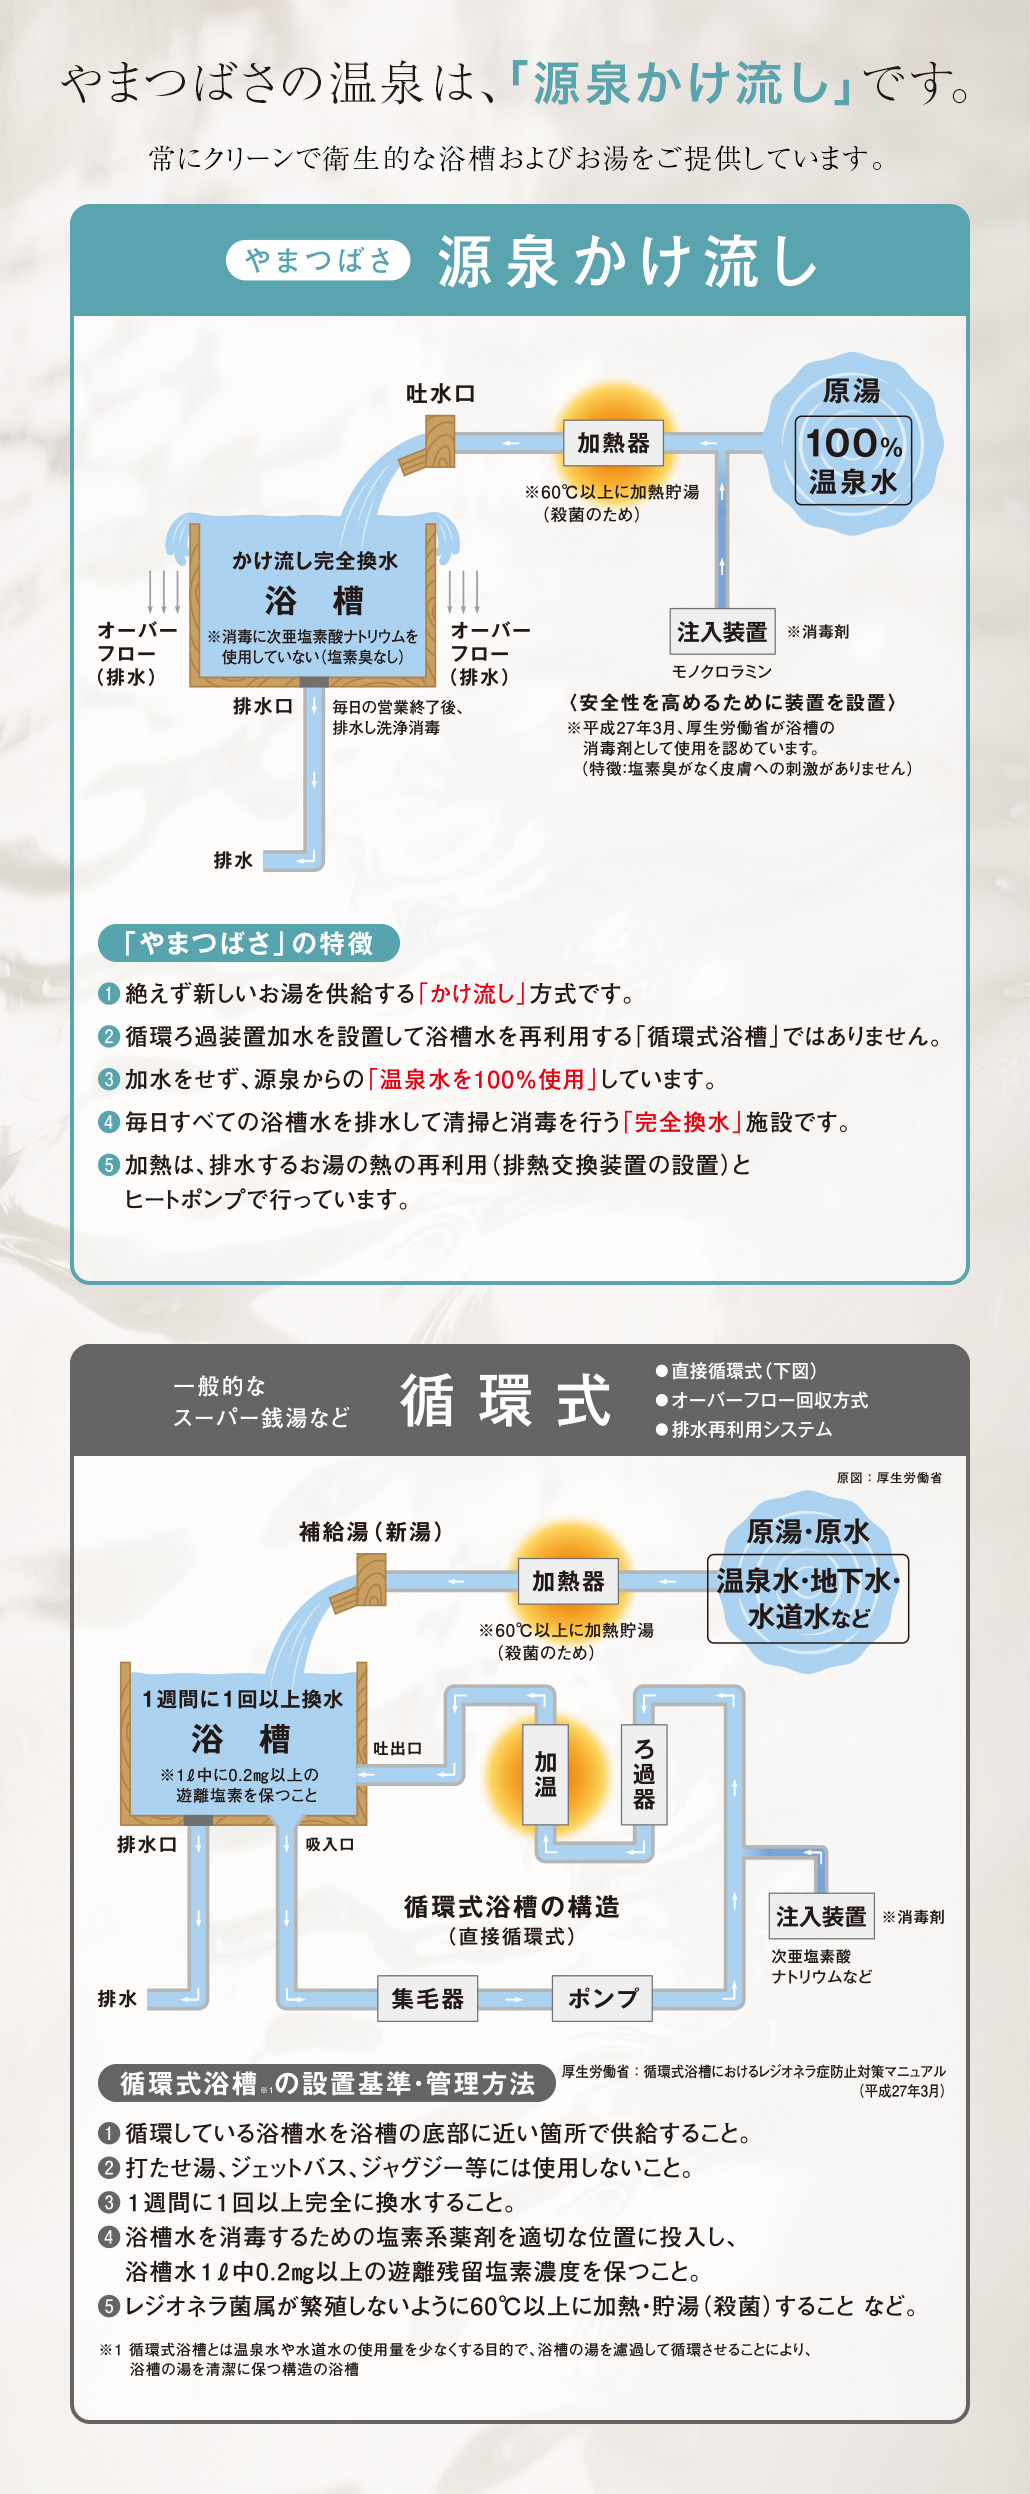 やまつばさの温泉は、「源泉かけ流し」です。
常にクリーンで衛生的な浴槽およびお湯をご提供しています。
やまつばさ 源泉かけ流し
吐水口
加熱器
原湯
100%
温泉水
※60℃以上に加熱貯湯
（殺菌のため）
かけ流し完全換水
浴 槽
※消毒に次亜塩素酸ナトリウムを
使用していない（塩素臭なし）
オーバー
フロー
（排水）
オーバー
フロー
（排水）
注入装置 ※消毒剤
モノクロラミン
〈安全性を高めるために装置を設置〉
※平成27年3月、厚生労働省が浴槽の
消毒剤として使用を認めています。
（特徴：塩素臭がなく皮膚への刺激がありません）
排水口
毎日の営業終了後、
排水し洗浄消毒
排水
「やまつばさ」の特徴
❶ 絶えず新しいお湯を供給する「かけ流し」方式です。
❷ 循環ろ過装置加水を設置して浴槽水を再利用する「循環式浴槽」ではありません。
❸ 加水をせず、源泉からの「温泉水を100％使用」しています。
❹ 毎日すべての浴槽水を排水して清掃と消毒を行う「完全換水」施設です。
❺ 加熱は、排水するお湯の熱の再利用（排熱交換装置の設置）と
ヒートポンプで行っています。
一般的な
スーパー銭湯など
循環式
●直接循環式（下図）
●オーバーフロー回収方式
●排水再利用システム
原図：厚生労働省
補給湯（新湯）
加熱器
原湯・原水
温泉水・地下水・
水道水など
※60℃以上に加熱貯湯
（殺菌のため）
1週間に1回以上換水
浴 槽
※1ℓ中に0.2㎎以上の
遊離塩素を保つこと
吐出口
加温
ろ過器
排水口
吸入口
循環式浴槽の構造
（直接循環式）
注入装置 ※消毒剤
次亜塩素酸
ナトリウムなど
排水
集毛器
ポンプ
循環式浴槽※1の設置基準・管理方法
厚生労働省：循環式浴槽におけるレジオネラ症防止対策マニュアル
（平成27年3月）
❶ 循環している浴槽水を浴槽の底部に近い箇所で供給すること。
❷ 打たせ湯、ジェットバス、ジャグジー等には使用しないこと。
❸ 1週間に1回以上完全に換水すること。
❹ 浴槽水を消毒するための塩素系薬剤を適切な位置に投入し、
浴槽水1ℓ中0.2㎎以上の遊離残留塩素濃度を保つこと。
❺ レジオネラ菌属が繁殖しないように60℃以上に加熱・貯湯（殺菌）すること など。
※1 循環式浴槽とは温泉水や水道水の使用量を少なくする目的で、浴槽の湯を濾過して循環させることにより、
浴槽の湯を清潔に保つ構造の浴槽